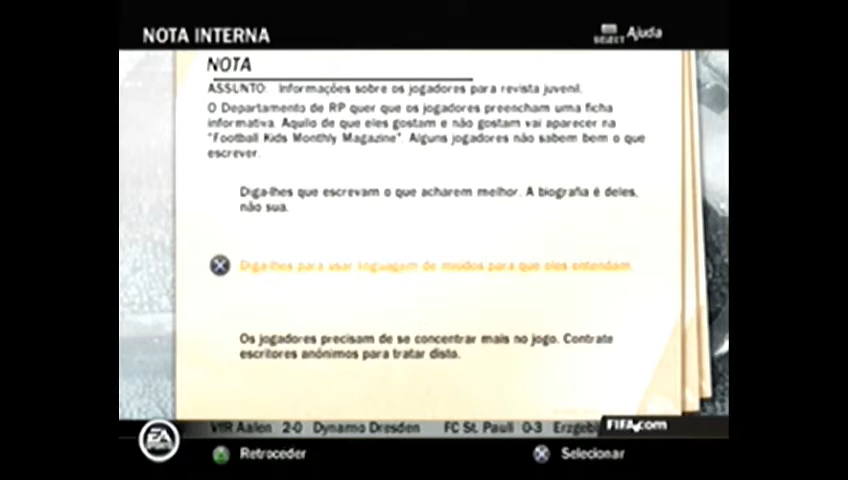 NOTA INTERNA
SELECT Ajuda
NOTA
ASSUNTO: Informações sobre os jogadores para revista juvenil.
O Departamento de RP quer que os jogadores preencham uma ficha
informativa. Aquilo de que eles gostam e não gostam vai aparecer na
"Football Kids Monthly Magazine". Alguns jogadores não sabem bem o que
escrever.
Diga-lhes que escrevam o que acharem melhor. A biografia é deles,
não sua.
Diga-lhes para usar linguagem de miúdos para que eles entendam.
Os jogadores precisam de se concentrar mais no jogo. Contrate
escritores anónimos para tratar disto.
VfR Aalen 2-0 Dynamo Dresden FC St. Pauli 0-3 Erzgebi
FIFA.com
EA SPORTS
Retroceder
Selecionar